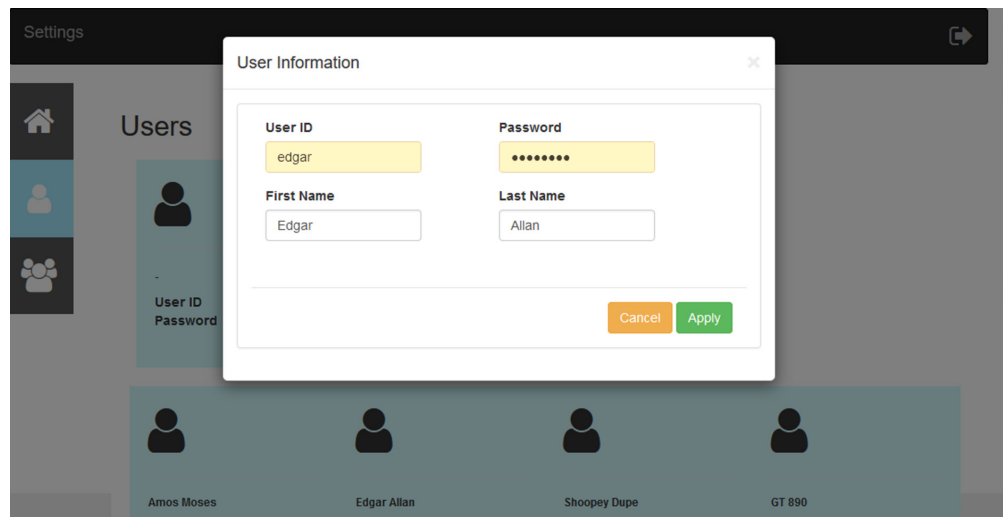 Settings
User Information ×
Users
User ID Password
edgar ••••••••
First Name Last Name
Edgar Allan
-
User ID
Password
Cancel Apply
Amos Moses Edgar Allan Shoopey Dupe GT 890